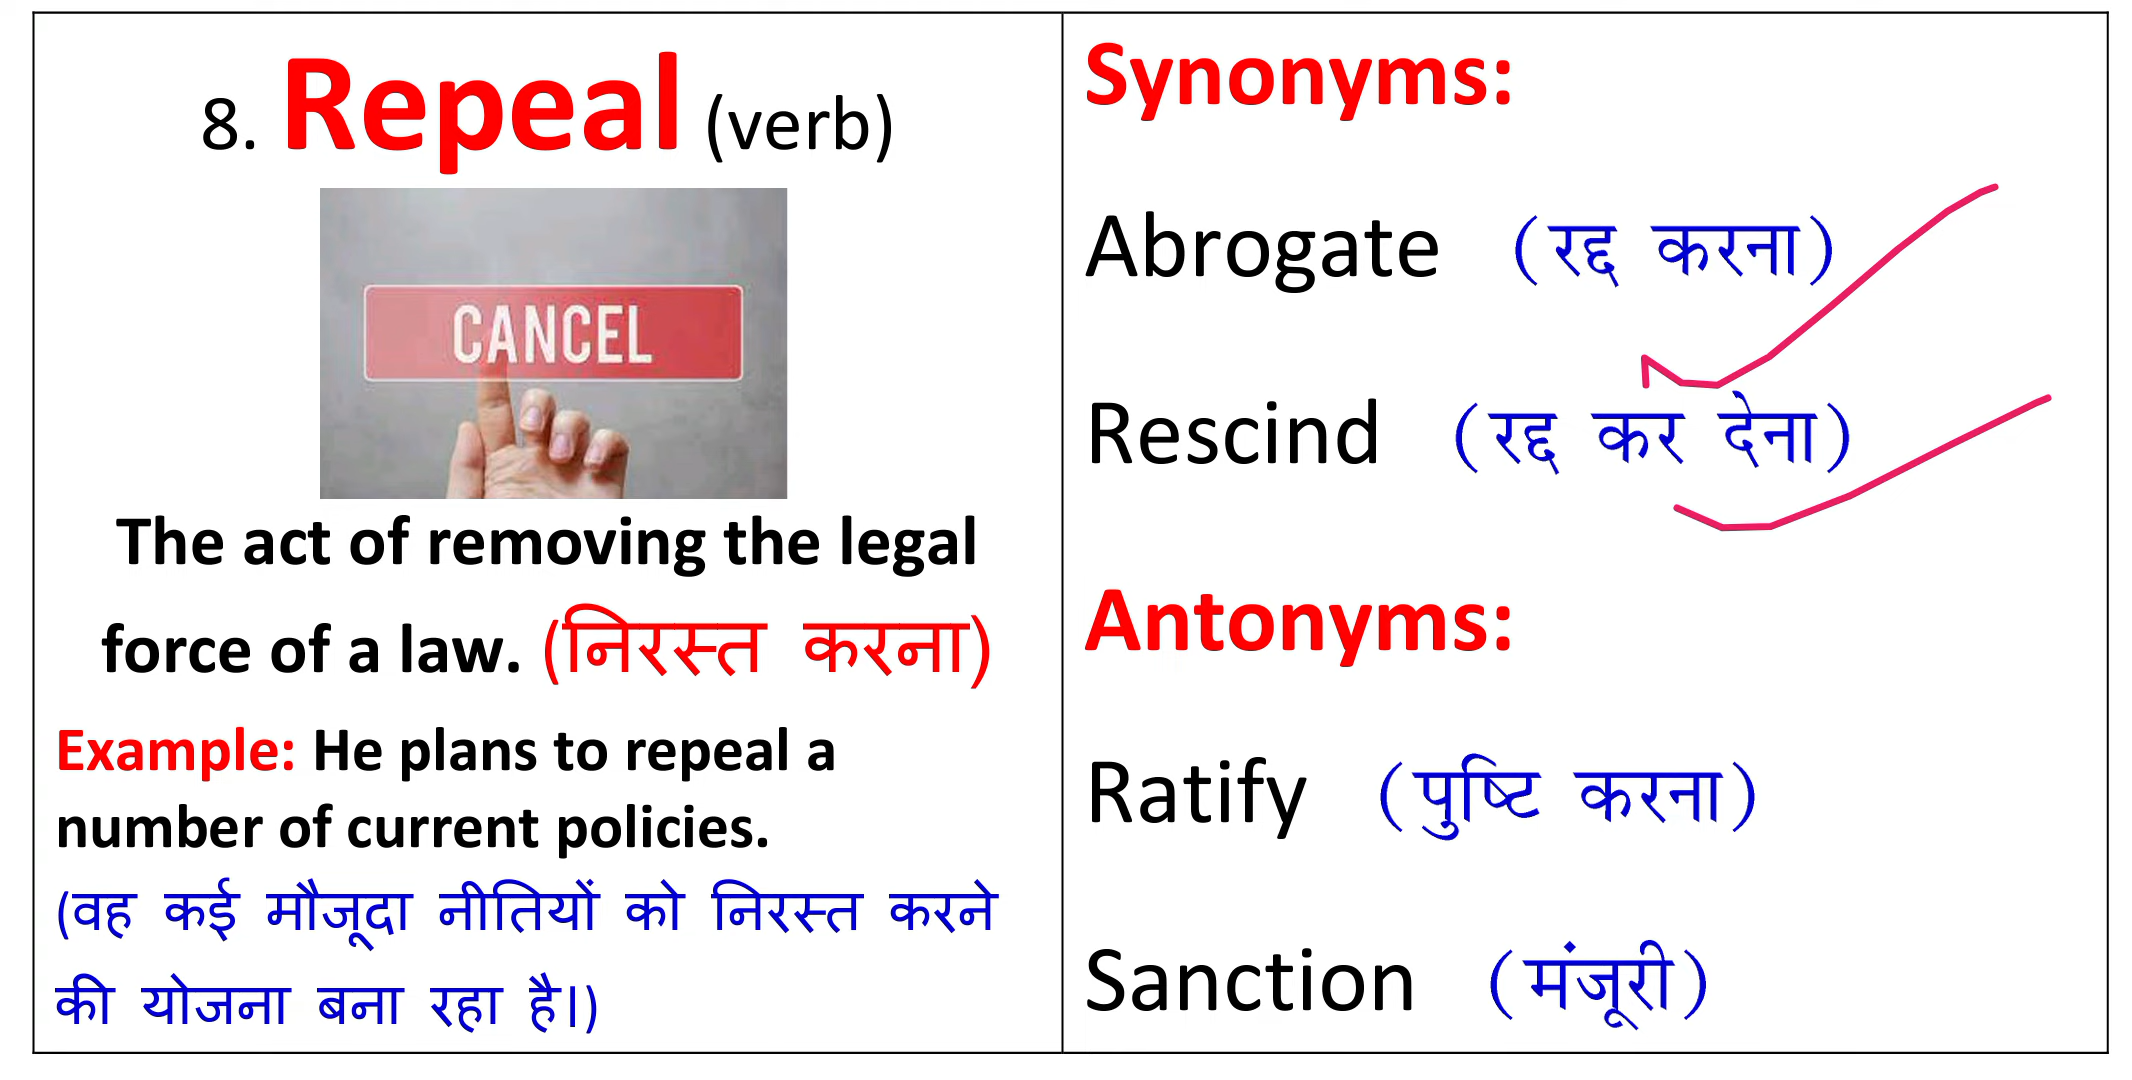 8. Repeal (verb)
CANCEL
The act of removing the legal
force of a law. (निरस्त करना)
Example: He plans to repeal a
number of current policies.
(वह कई मौजूदा नीतियों को निरस्त करने
की योजना बना रहा है।)
Synonyms:
Abrogate (रद्द करना)
Rescind (रद्द कर देना)
Antonyms:
Ratify (पुष्टि करना)
Sanction (मंजूरी)